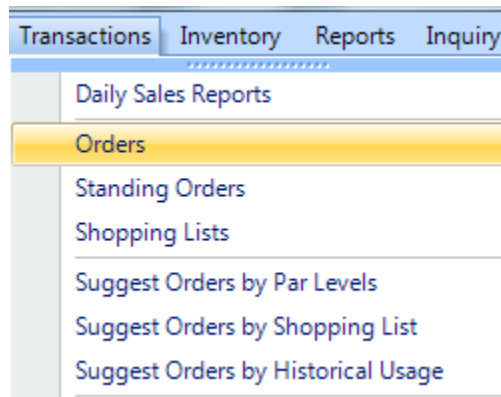 Transactions Inventory Reports Inquiry
Daily Sales Reports
Orders
Standing Orders
Shopping Lists
Suggest Orders by Par Levels
Suggest Orders by Shopping List
Suggest Orders by Historical Usage